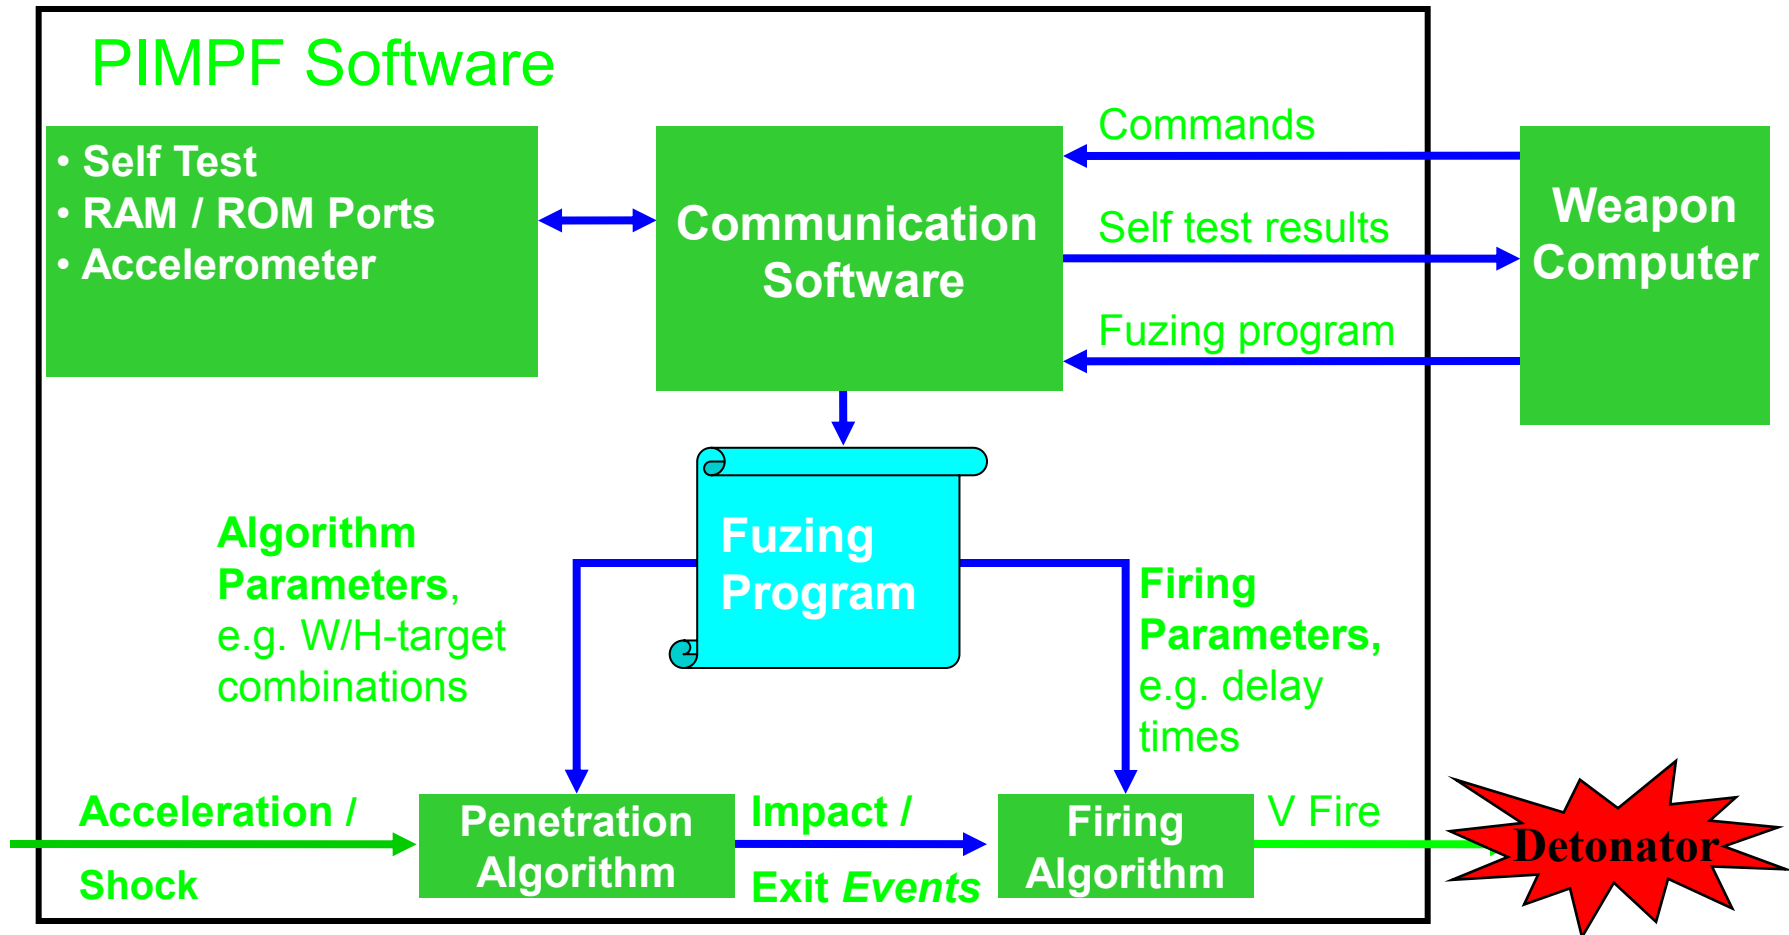 PIMPF Software
• Self Test
• RAM / ROM Ports
• Accelerometer
Communication
Software
Commands
Self test results
Fuzing program
Weapon
Computer
Fuzing
Program
Algorithm
Parameters,
e.g. W/H-target
combinations
Firing
Parameters,
e.g. delay
times
Acceleration /
Shock
Penetration
Algorithm
Impact /
Exit Events
Firing
Algorithm
V Fire
Detonator